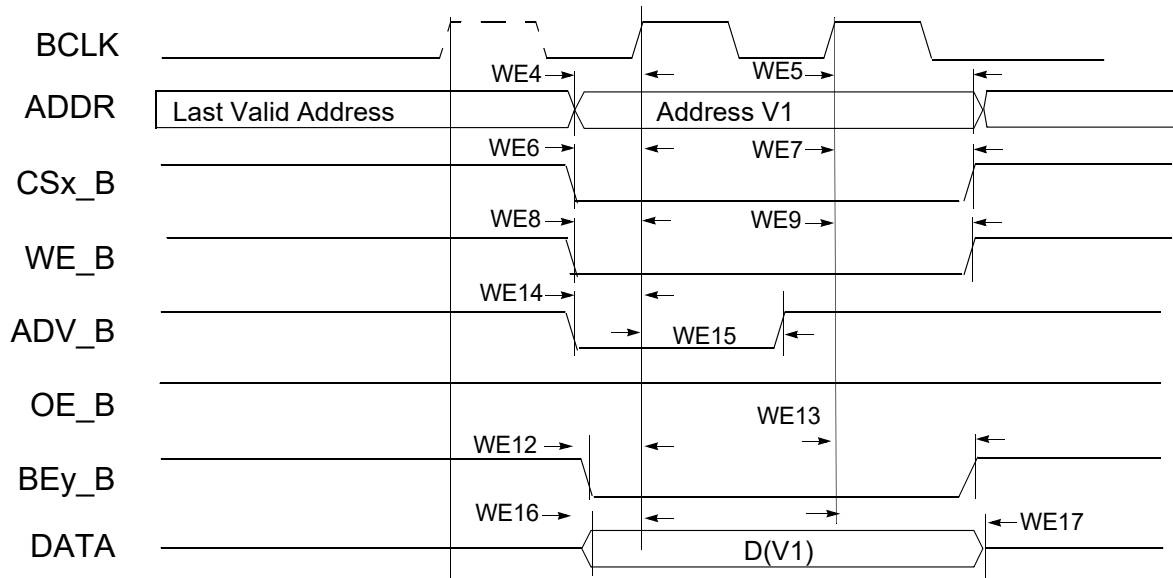 BCLK
WE4 WE5
ADDR Last Valid Address Address V1
WE6 WE7
CSx_B
WE8 WE9
WE_B
WE14
ADV_B WE15
OE_B
WE13
WE12
BEy_B
WE16 WE17
DATA D(V1)